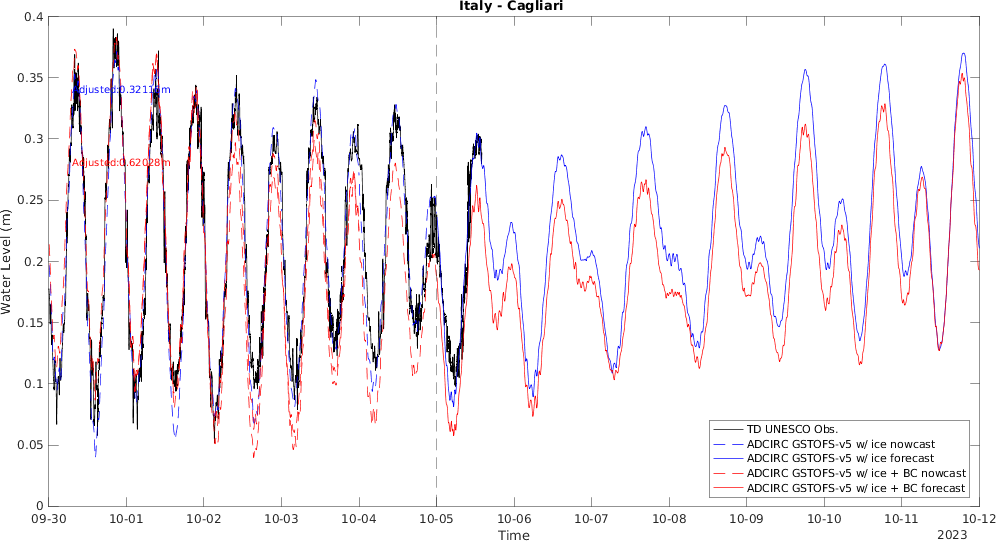 Italy - Cagliari
0.4
0.35
0.3
0.25
0.2
0.15
0.1
0.05
0
Water Level (m)
Adjusted:0.62028m
09-30 10-01 10-02 10-03 10-04 10-05 10-06 10-07 10-08 10-09 10-10 10-11 10-12
Time
2023
TD UNESCO Obs.
ADCIRC GSTOFS-v5 w/ ice nowcast
ADCIRC GSTOFS-v5 w/ ice forecast
ADCIRC GSTOFS-v5 w/ ice + BC nowcast
ADCIRC GSTOFS-v5 w/ ice + BC forecast